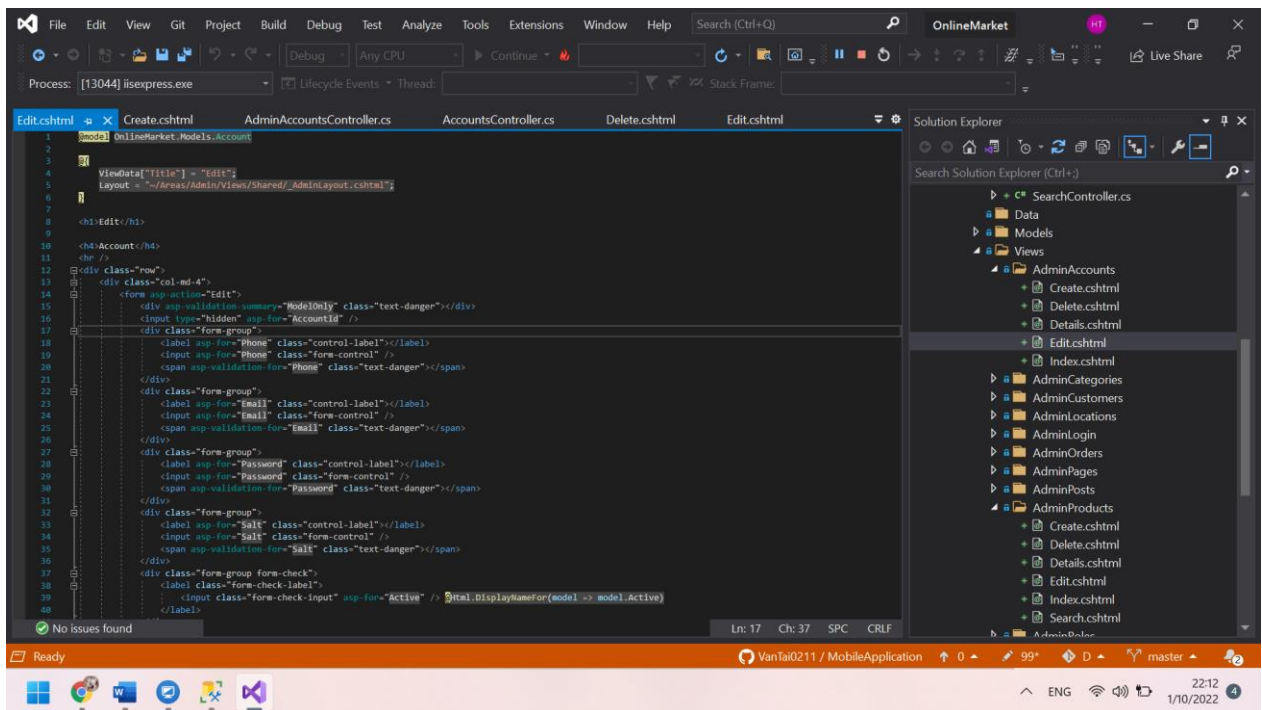 File Edit View Git Project Build Debug Test Analyze Tools Extensions Window Help Search (Ctrl+Q) OnlineMarket HT
Debug Any CPU Continue Live Share
Process: [13044] iisexpress.exe Lifecycle Events Thread: Stack Frame:
Edit.cshtml Create.cshtml AdminAccountsController.cs AccountsController.cs Delete.cshtml Edit.cshtml
1 @model OnlineMarket.Models.Account
2
3 @{
4 ViewData["Title"] = "Edit";
5 Layout = "~/Areas/Admin/Views/Shared/_AdminLayout.cshtml";
6 }
7
8 <h1>Edit</h1>
9
10 <h4>Account</h4>
11 <hr />
12 <div class="row">
13 <div class="col-md-4">
14 <form asp-action="Edit">
15 <div asp-validation-summary="ModelOnly" class="text-danger"></div>
16 <input type="hidden" asp-for="AccountId" />
17 <div class="form-group">
18 <label asp-for="Phone" class="control-label"></label>
19 <input asp-for="Phone" class="form-control" />
20 <span asp-validation-for="Phone" class="text-danger"></span>
21 </div>
22 <div class="form-group">
23 <label asp-for="Email" class="control-label"></label>
24 <input asp-for="Email" class="form-control" />
25 <span asp-validation-for="Email" class="text-danger"></span>
26 </div>
27 <div class="form-group">
28 <label asp-for="Password" class="control-label"></label>
29 <input asp-for="Password" class="form-control" />
30 <span asp-validation-for="Password" class="text-danger"></span>
31 </div>
32 <div class="form-group">
33 <label asp-for="Salt" class="control-label"></label>
34 <input asp-for="Salt" class="form-control" />
35 <span asp-validation-for="Salt" class="text-danger"></span>
36 </div>
37 <div class="form-group form-check">
38 <label class="form-check-label">
39 <input class="form-check-input" asp-for="Active" /> @Html.DisplayNameFor(model => model.Active)
40 </label>
No issues found Ln: 17 Ch: 37 SPC CRLF
Solution Explorer
Search Solution Explorer (Ctrl+;)
C# SearchController.cs
Data
Models
Views
AdminAccounts
Create.cshtml
Delete.cshtml
Details.cshtml
Edit.cshtml
Index.cshtml
AdminCategories
AdminCustomers
AdminLocations
AdminLogin
AdminOrders
AdminPages
AdminPosts
AdminProducts
Create.cshtml
Delete.cshtml
Details.cshtml
Edit.cshtml
Index.cshtml
Search.cshtml
AdminRoles
Ready VanTai0211 / MobileApplication 0 99* D master 2
ENG 22:12 4
1/10/2022